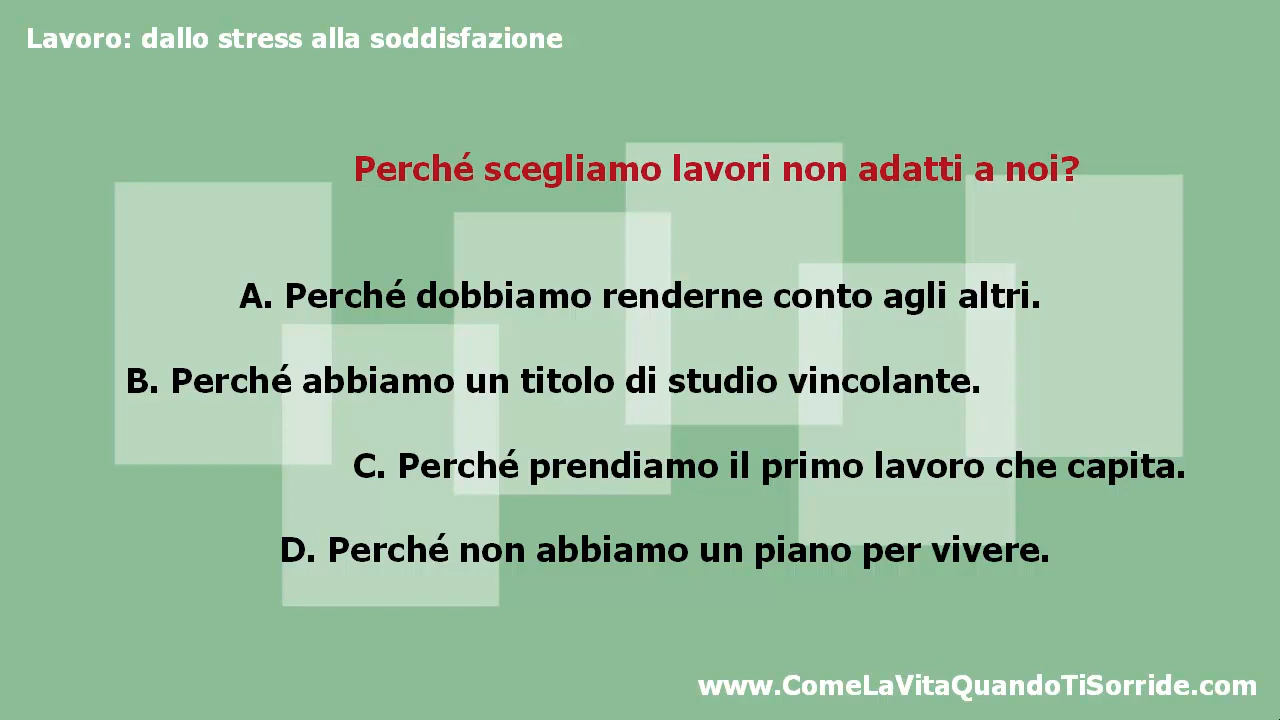 Lavoro: dallo stress alla soddisfazione
Perché scegliamo lavori non adatti a noi?
A. Perché dobbiamo renderne conto agli altri.
B. Perché abbiamo un titolo di studio vincolante.
C. Perché prendiamo il primo lavoro che capita.
D. Perché non abbiamo un piano per vivere.
www.ComeLaVitaQuandoTiSorride.com